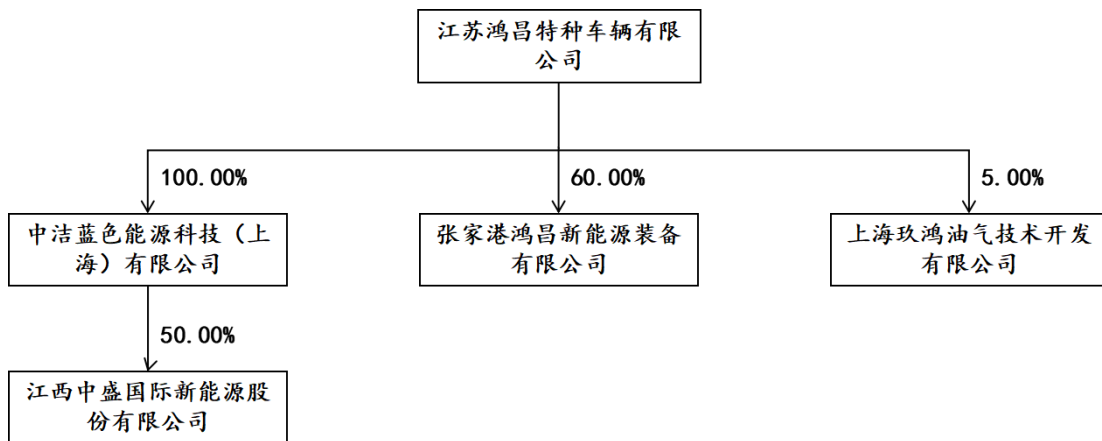 江苏鸿昌特种车辆有限
公司
100.00%
60.00%
5.00%
中洁蓝色能源科技（上
海）有限公司
张家港鸿昌新能源装备
有限公司
上海玖鸿油气技术开发
有限公司
50.00%
江西中盛国际新能源股
份有限公司